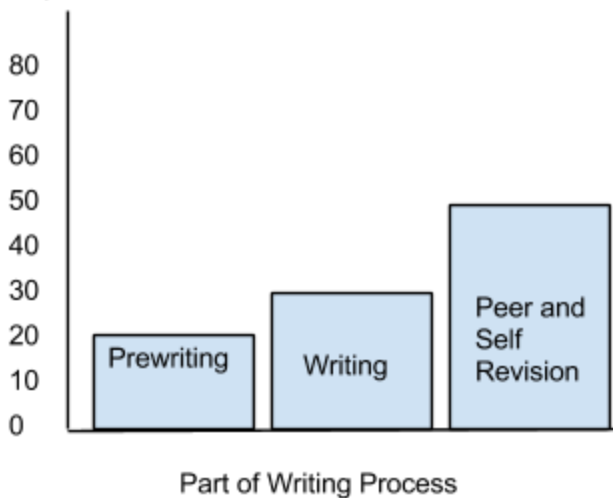 80
70
60
50
40
30
20
10
0
Prewriting
Writing
Peer and
Self
Revision
Part of Writing Process